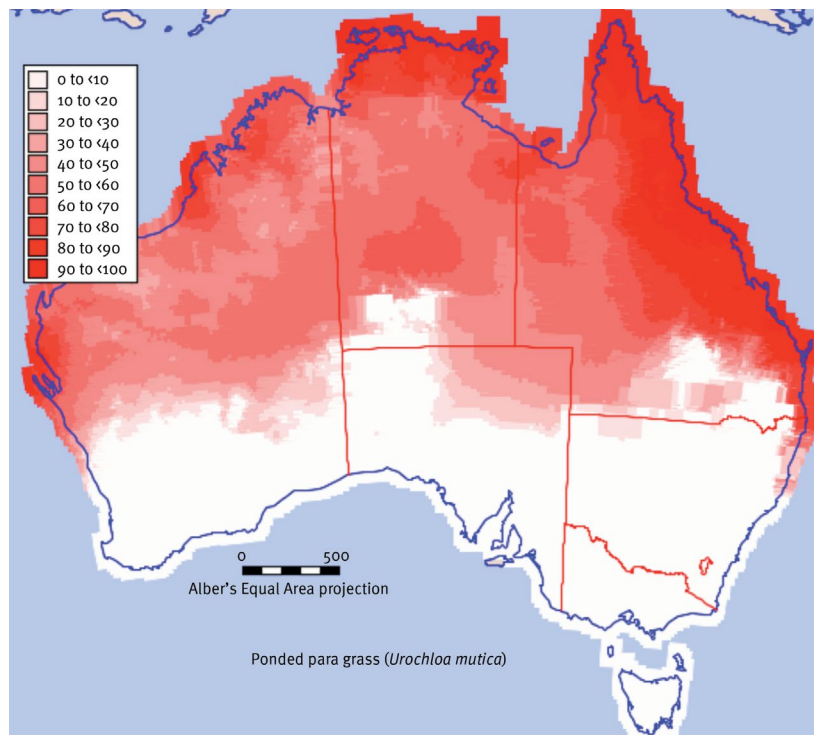 0 to <10
10 to <20
20 to <30
30 to <40
40 to <50
50 to <60
60 to <70
70 to <80
80 to <90
90 to <100
0 500
Alber's Equal Area projection
Ponded para grass (Urochloa mutica)